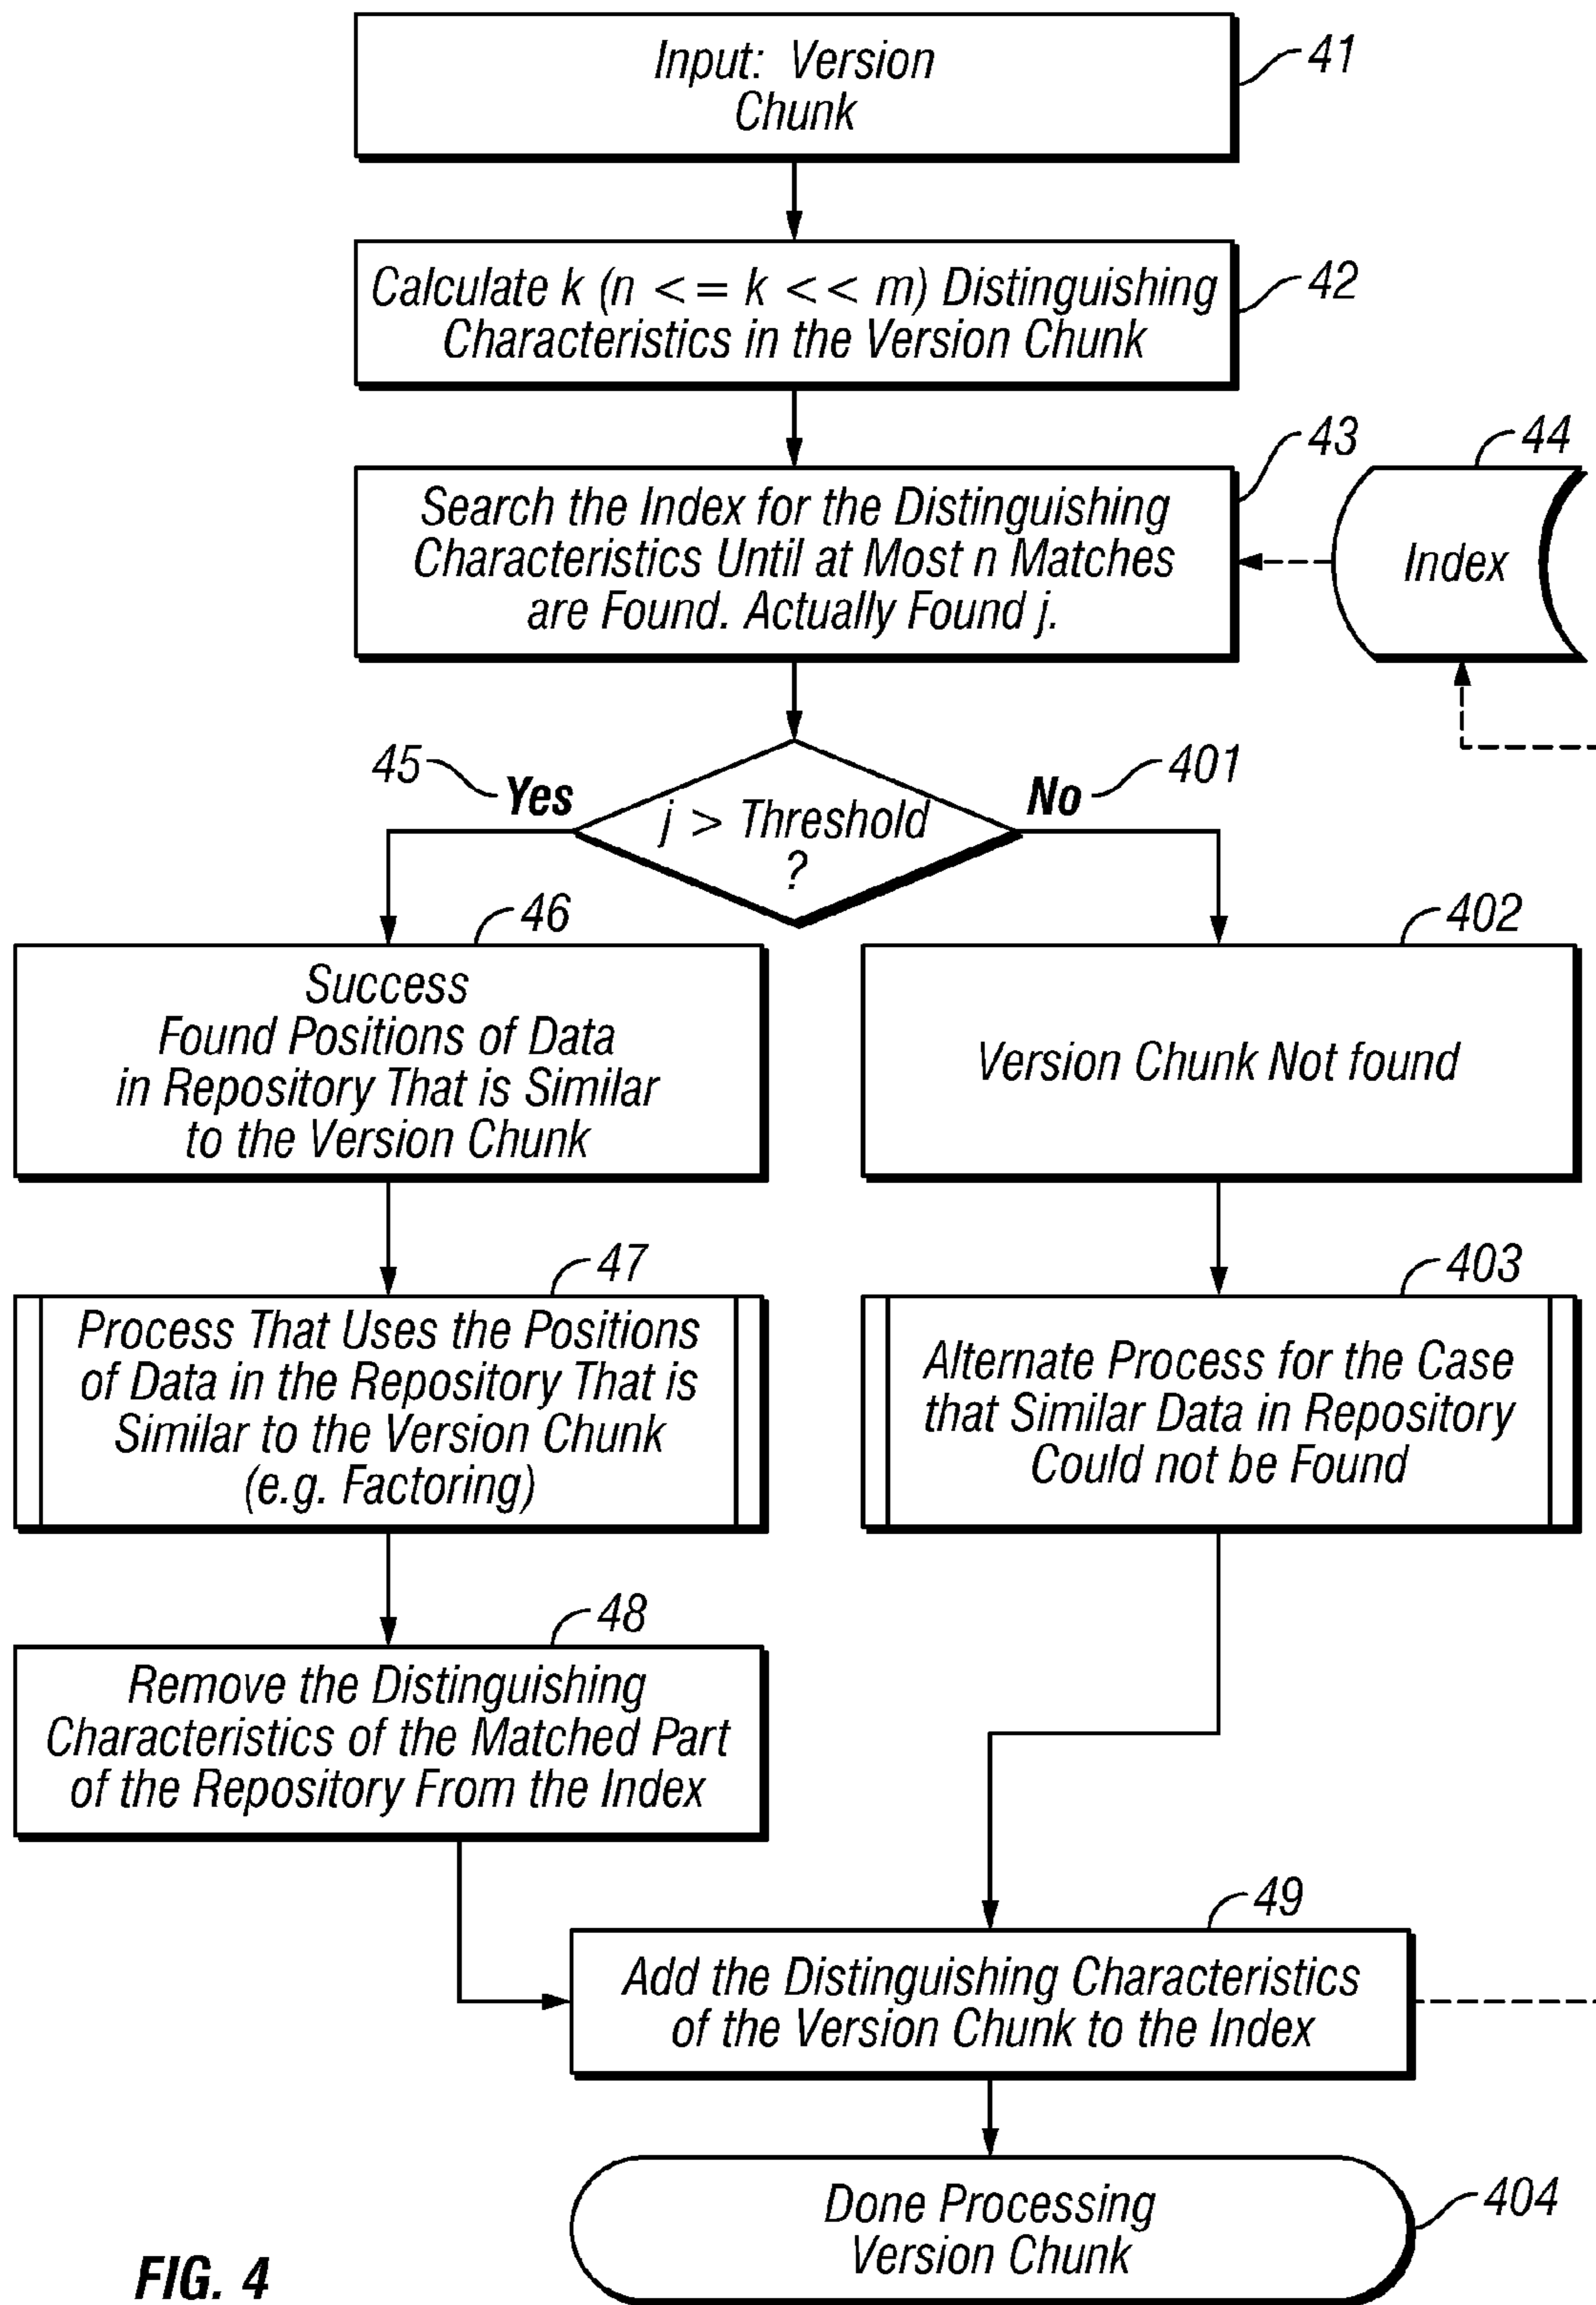 Input: Version
Chunk
41
Calculate k (n <= k << m) Distinguishing
Characteristics in the Version Chunk
42
Search the Index for the Distinguishing
Characteristics Until at Most n Matches
are Found. Actually Found j.
43
44
Index
45
Yes
j > Threshold
?
No
401
46
Success
Found Positions of Data
in Repository That is Similar
to the Version Chunk
402
Version Chunk Not found
47
Process That Uses the Positions
of Data in the Repository That is
Similar to the Version Chunk
(e.g. Factoring)
403
Alternate Process for the Case
that Similar Data in Repository
Could not be Found
48
Remove the Distinguishing
Characteristics of the Matched Part
of the Repository From the Index
49
Add the Distinguishing Characteristics
of the Version Chunk to the Index
Done Processing
Version Chunk
404
FIG. 4